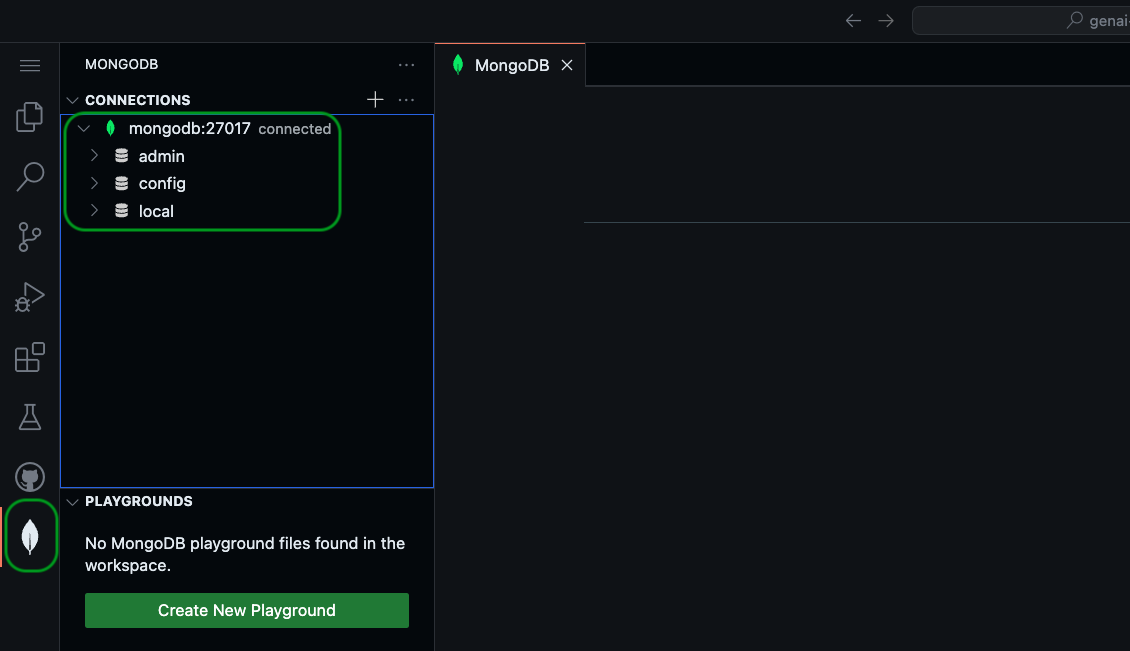 genai
MONGODB
MongoDB
CONNECTIONS
mongodb:27017 connected
admin
config
local
PLAYGROUNDS
No MongoDB playground files found in the
workspace.
Create New Playground